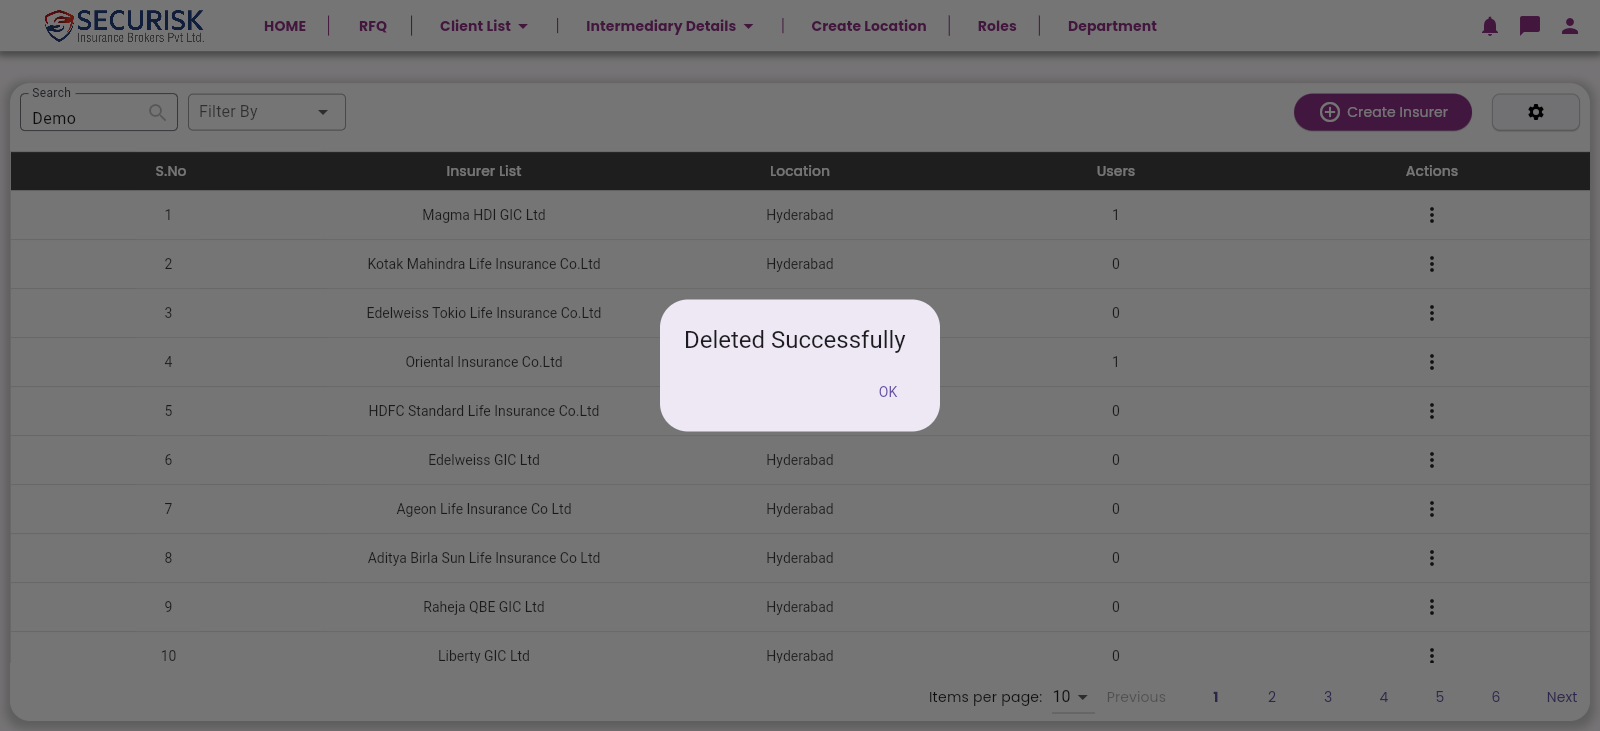 SECURISK
Insurance Brokers Pvt Ltd.
HOME RFQ Client List Intermediary Details Create Location Roles Department
Search
Demo
Filter By
Create Insurer
S.No Insurer List Location Users Actions
1 Magma HDI GIC Ltd Hyderabad 1
2 Kotak Mahindra Life Insurance Co.Ltd Hyderabad 0
3 Edelweiss Tokio Life Insurance Co.Ltd 0
4 Oriental Insurance Co.Ltd 1
5 HDFC Standard Life Insurance Co.Ltd 0
Deleted Successfully
OK
6 Edelweiss GIC Ltd Hyderabad 0
7 Ageon Life Insurance Co Ltd Hyderabad 0
8 Aditya Birla Sun Life Insurance Co Ltd Hyderabad 0
9 Raheja QBE GIC Ltd Hyderabad 0
10 Liberty GIC Ltd Hyderabad 0
Items per page: 10 Previous 1 2 3 4 5 6 Next